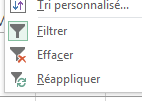 Tri personnalisé...
Filtrer
Effacer
Réappliquer